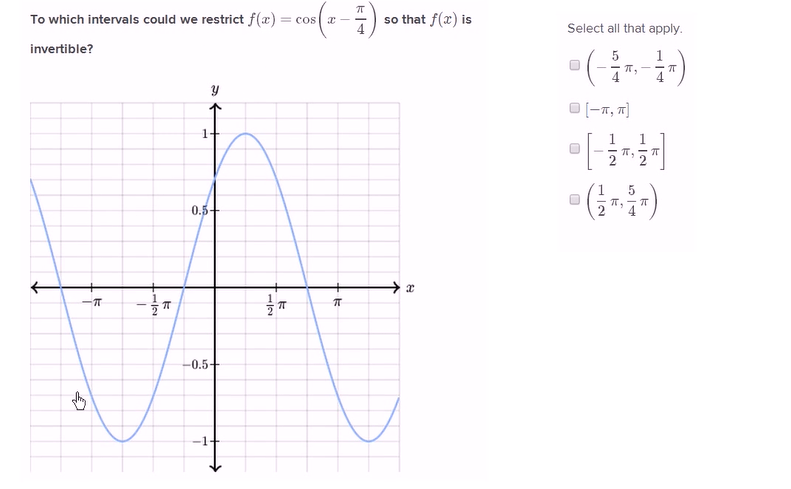 To which intervals could we restrict f(x) = cos(x − π/4) so that f(x) is
invertible?
Select all that apply.
(−5/4 π, −1/4 π)
[−π, π]
[−1/2 π, 1/2 π]
(1/2 π, 5/4 π)
y
1
0.5
x
−π
−1/2 π
1/2 π
π
−0.5
−1